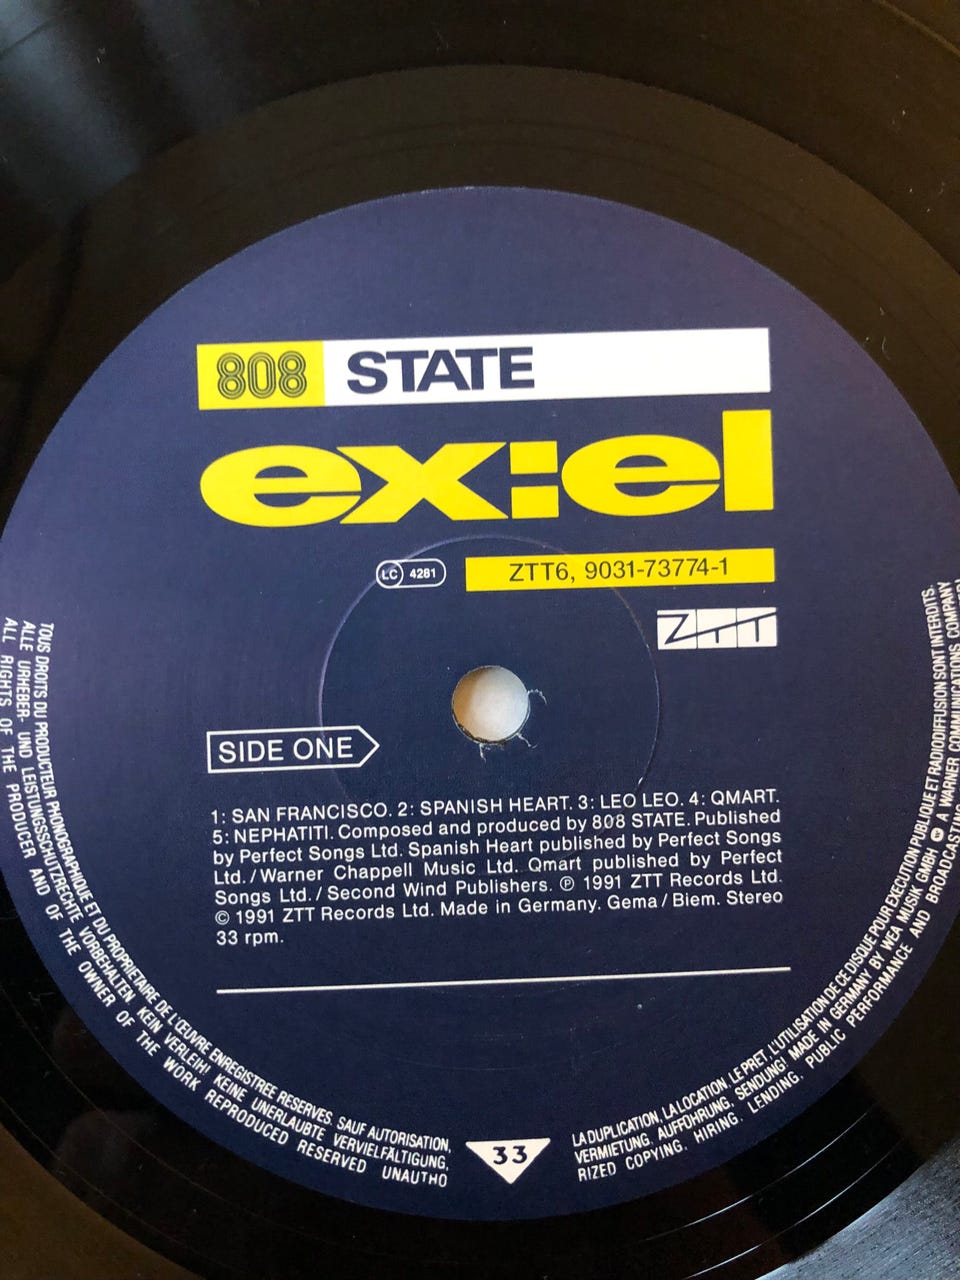 808 STATE
ex:el
LC 4281
ZTT6, 9031-73774-1
ZTT
SIDE ONE
1: SAN FRANCISCO. 2: SPANISH HEART. 3: LEO LEO. 4: QMART.
5: NEPHATITI. Composed and produced by 808 STATE. Published
by Perfect Songs Ltd. Spanish Heart published by Perfect Songs
Ltd. / Warner Chappell Music Ltd. Qmart published by Perfect
Songs Ltd. / Second Wind Publishers. ℗ 1991 ZTT Records Ltd.
© 1991 ZTT Records Ltd. Made in Germany. Gema / Biem. Stereo
33 rpm.
TOUS DROITS DU PRODUCTEUR PHONOGRAPHIQUE ET DU PROPRIETAIRE DE L'ŒUVRE ENREGISTREE RESERVES. SAUF AUTORISATION,
ALLE URHEBER- UND LEISTUNGSSCHUTZRECHTE VORBEHALTEN KEIN VERLEIH! KEINE UNERLAUBTE VERVIELFÄLTIGUNG,
ALL RIGHTS OF THE PRODUCER AND OF THE OWNER OF THE WORK REPRODUCED RESERVED UNAUTHO
33
LA DUPLICATION, LA LOCATION, LE PRET, L'UTILISATION DE CE DISQUE POUR EXECUTION PUBLIQUE ET RADIODIFFUSION SONT INTERDITS.
VERMIETUNG, AUFFÜHRUNG, SENDUNG! MADE IN GERMANY BY WEA MUSIK GMBH A WARNER COMMUNICATIONS COMPANY
RIZED COPYING, HIRING, LENDING, PUBLIC PERFORMANCE AND BROADCASTING